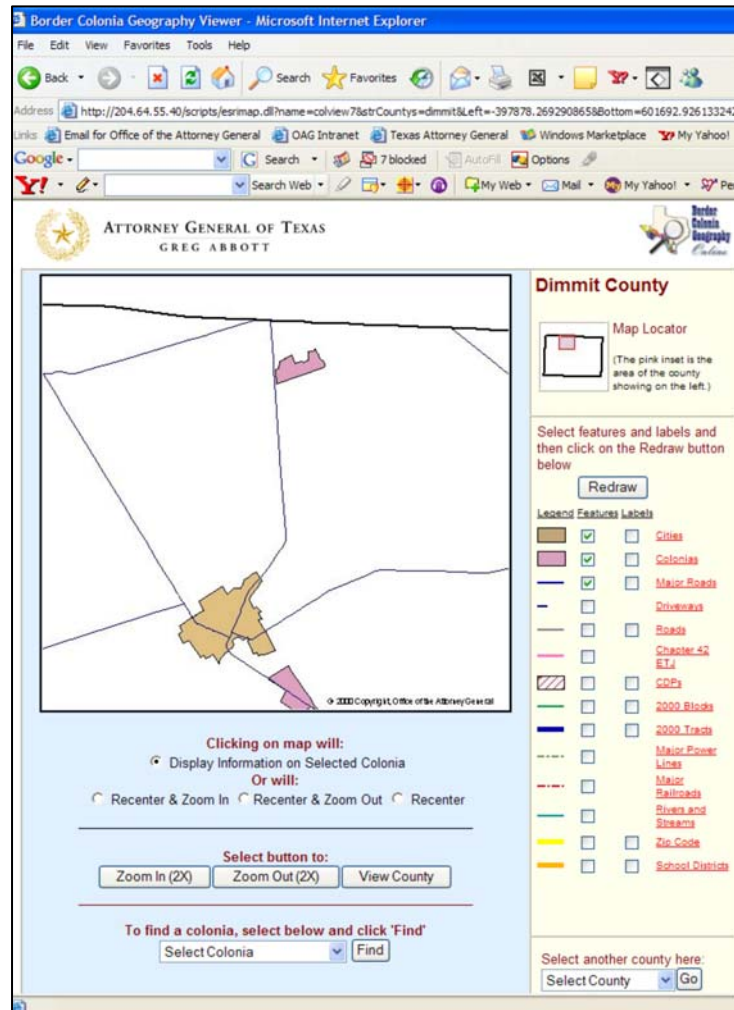 Border Colonia Geography Viewer - Microsoft Internet Explorer
File Edit View Favorites Tools Help
Back Search Favorites
Address http://204.64.55.40/scripts/esrimap.dll?name=colview7&strCountys=dimmit&Left=-397878.269290865&Bottom=601692.926133242
Links Email for Office of the Attorney General OAG Intranet Texas Attorney General Windows Marketplace My Yahoo!
Google Search 7 blocked AutoFill Options
Y! Search Web My Web Mail My Yahoo! Pe
ATTORNEY GENERAL OF TEXAS
GREG ABBOTT
Border
Colonia
Geography
Online
Dimmit County
Map Locator
(The pink inset is the
area of the county
showing on the left.)
Select features and labels and
then click on the Redraw button
below
Redraw
Legend Features Labels
Cities
Colonias
Major Roads
Driveways
Roads
Chapter 42
ETJ
CDPs
2000 Blocks
2000 Tracts
Major Power
Lines
Major
Railroads
Rivers and
Streams
Zip Code
School Districts
© 2000 Copyright, Office of the Attorney General
Clicking on map will:
Display Information on Selected Colonia
Or will:
Recenter & Zoom In Recenter & Zoom Out Recenter
Select button to:
Zoom In (2X) Zoom Out (2X) View County
To find a colonia, select below and click 'Find'
Select Colonia Find
Select another county here:
Select County Go